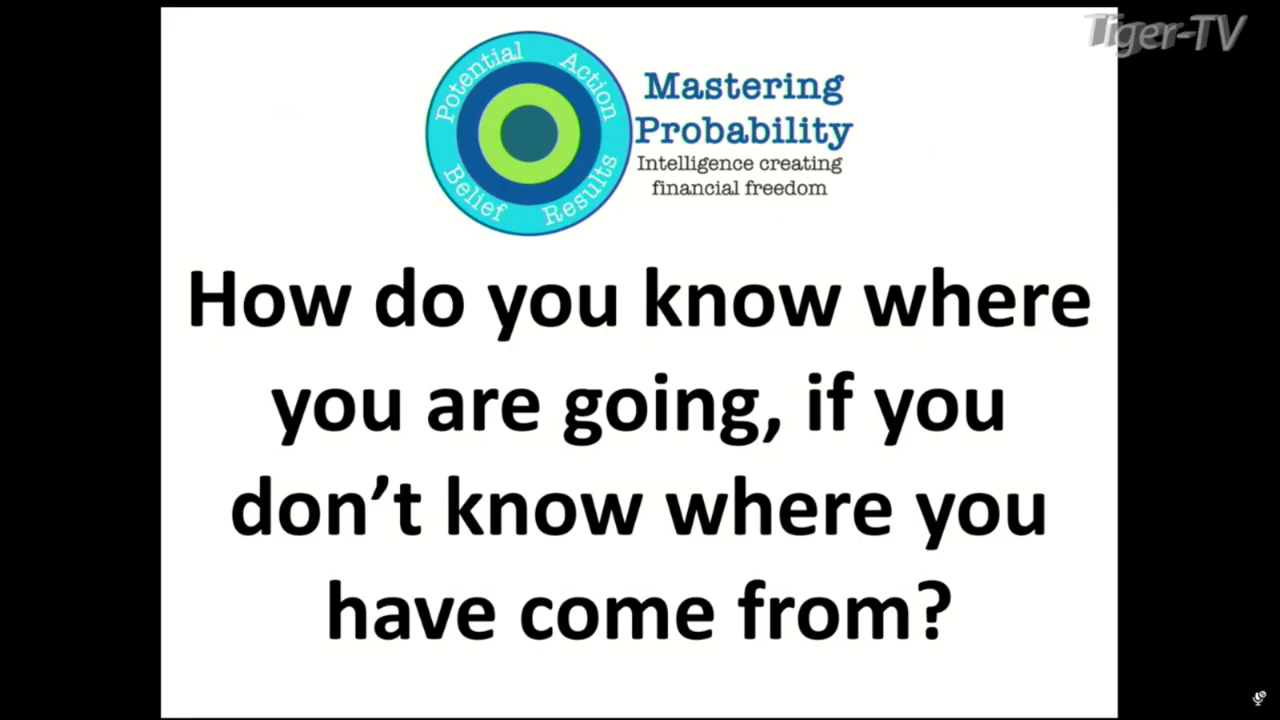 Tiger-TV
Potential
Action
Belief
Results
Mastering
Probability
Intelligence creating
financial freedom
How do you know where
you are going, if you
don’t know where you
have come from?